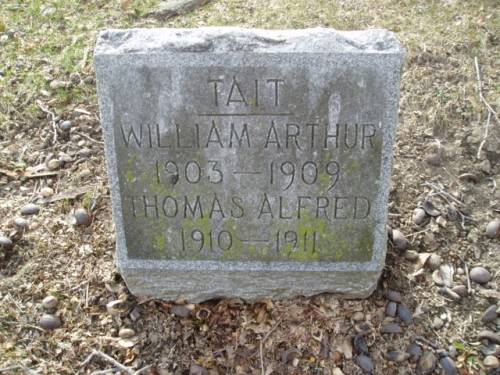 TAIT
WILLIAM ARTHUR
1903 — 1909
THOMAS ALFRED
1910 — 1911